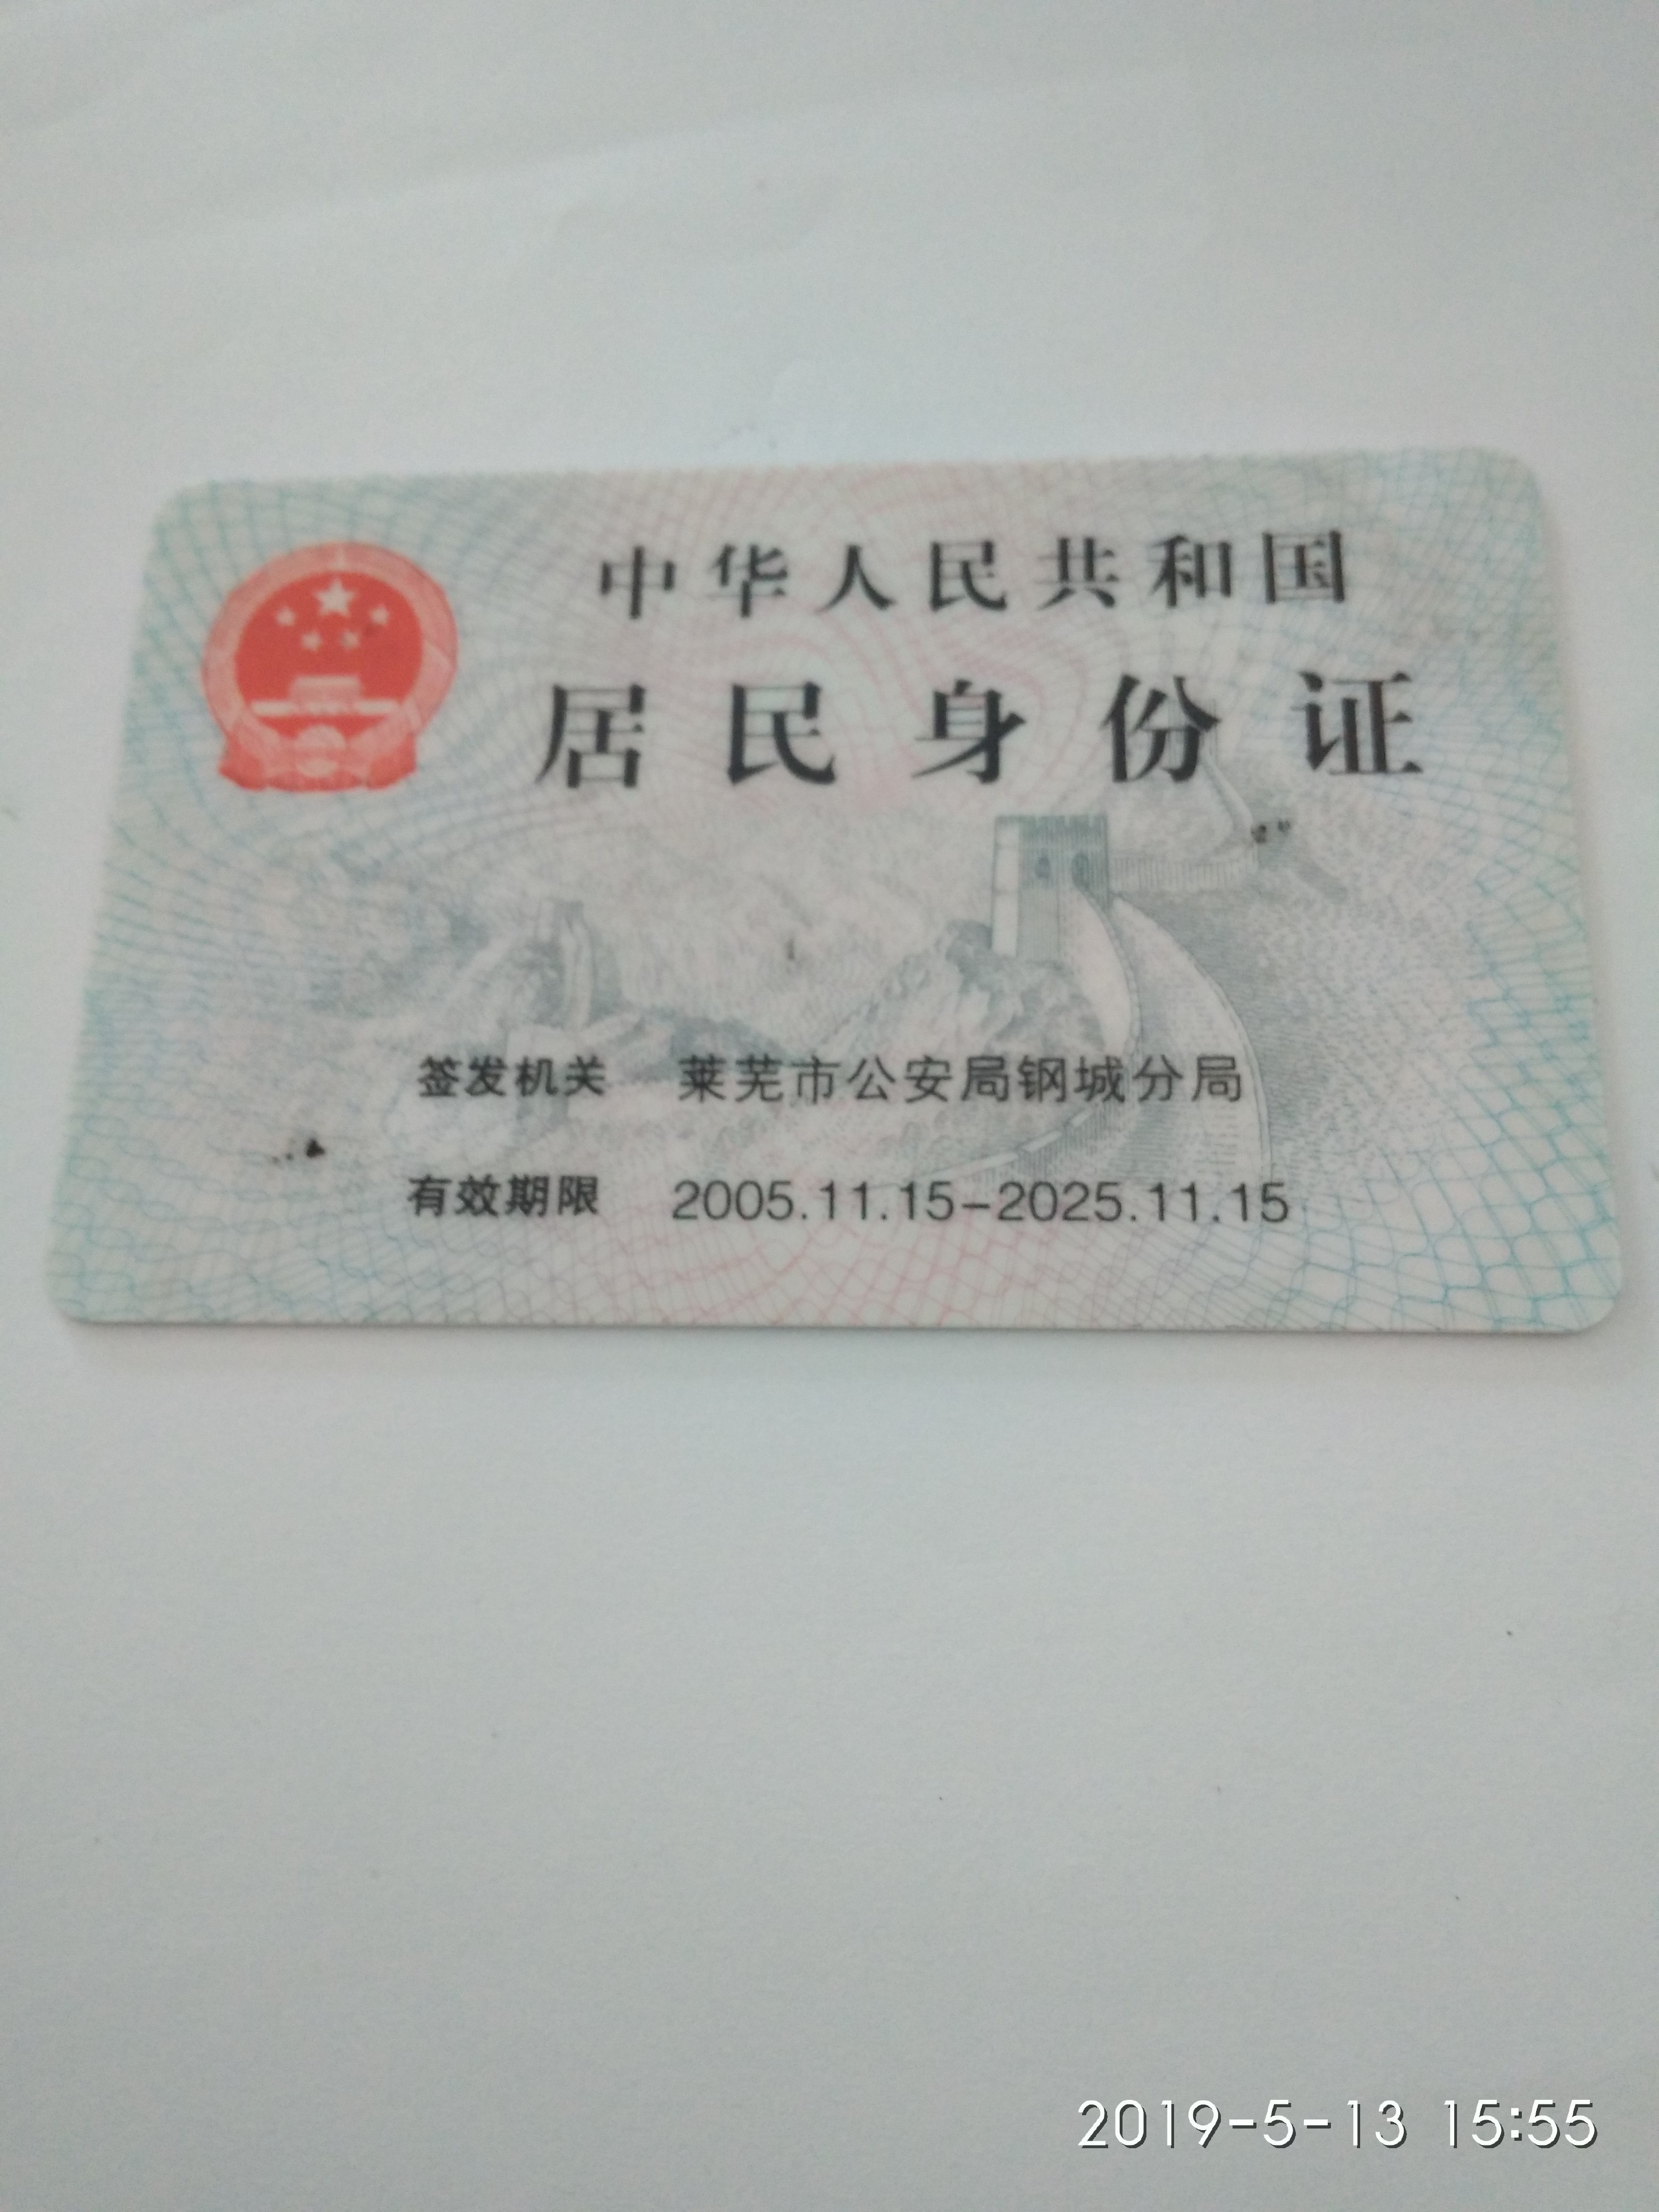 中华人民共和国
居民身份证
签发机关 莱芜市公安局钢城分局
有效期限 2005.11.15-2025.11.15
2019-5-13 15:55